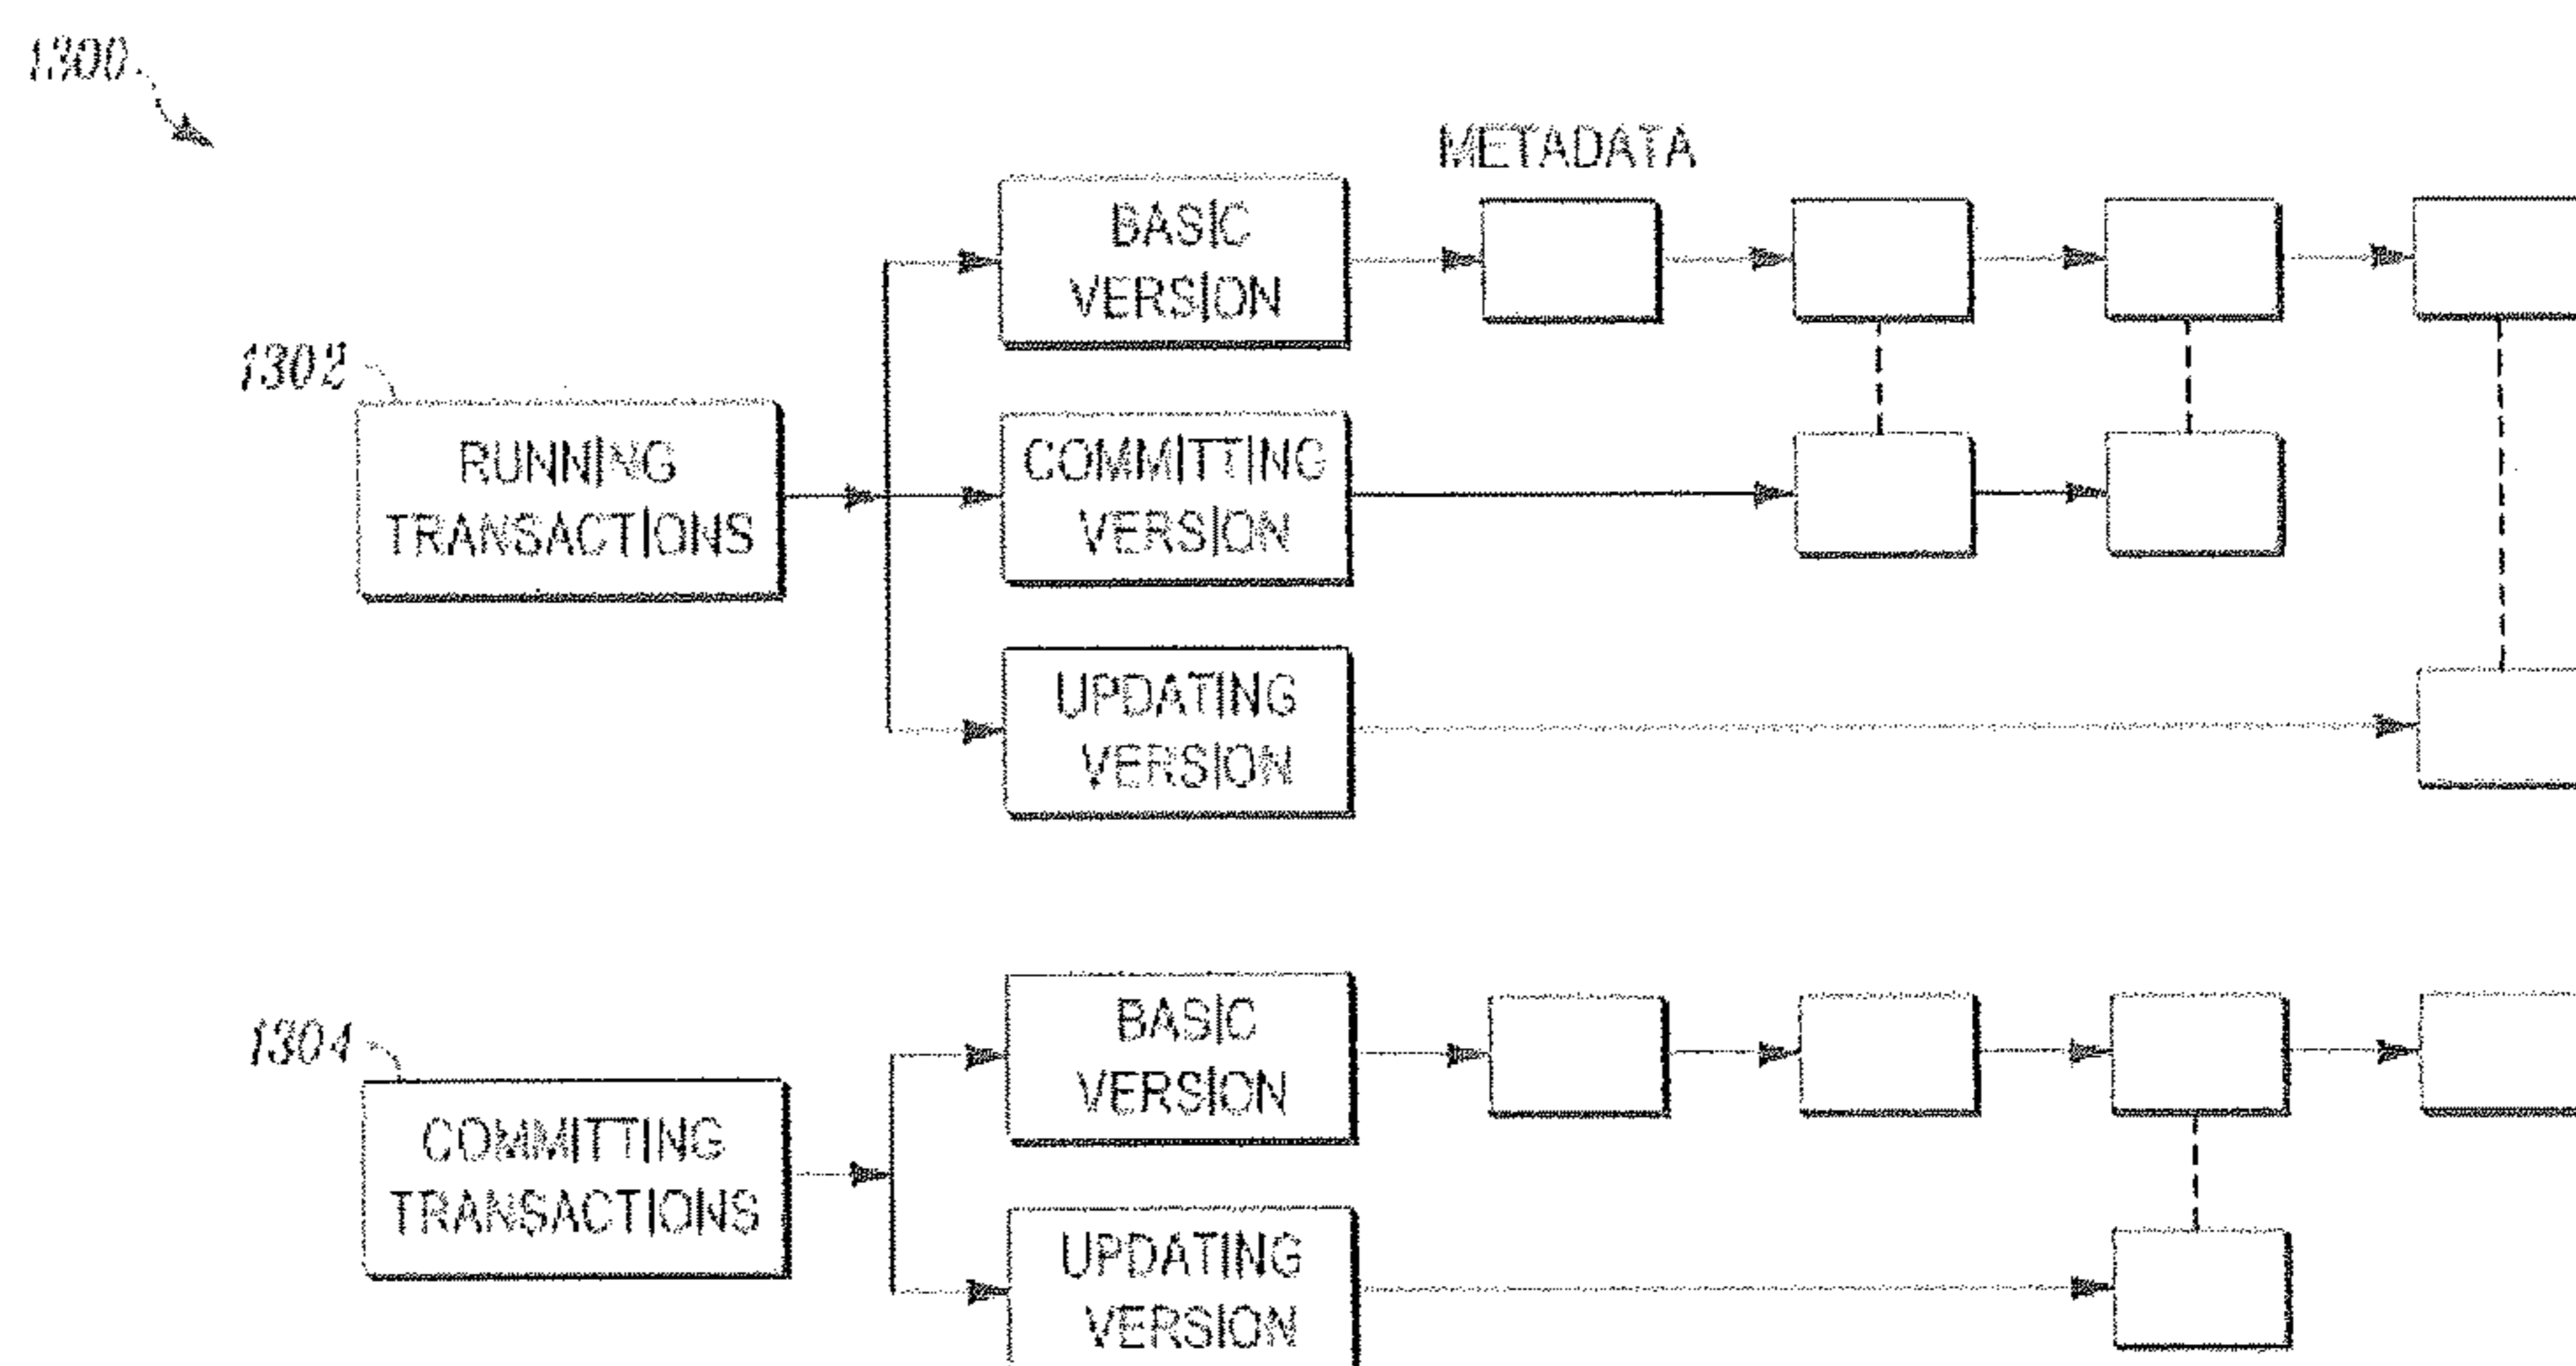 1300
METADATA
BASIC
VERSION
1302
RUNNING
TRANSACTIONS
COMMITTING
VERSION
UPDATING
VERSION
1304
COMMITTING
TRANSACTIONS
BASIC
VERSION
UPDATING
VERSION